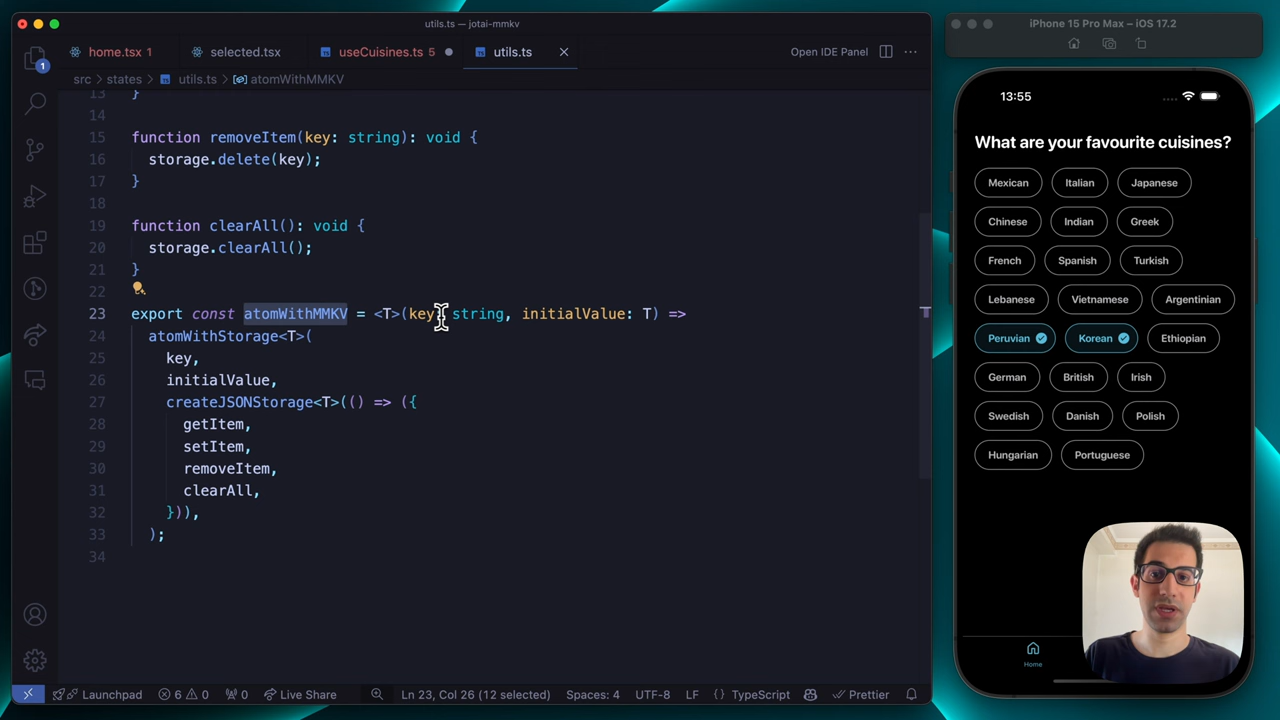 utils.ts — jotai-mmkv
home.tsx 1
selected.tsx
useCuisines.ts 5
utils.ts
Open IDE Panel
src > states > utils.ts > atomWithMMKV
13 }
14
15 function removeItem(key: string): void {
16 storage.delete(key);
17 }
18
19 function clearAll(): void {
20 storage.clearAll();
21 }
22
23 export const atomWithMMKV = <T>(key: string, initialValue: T) =>
24 atomWithStorage<T>(
25 key,
26 initialValue,
27 createJSONStorage<T>(() => ({
28 getItem,
29 setItem,
30 removeItem,
31 clearAll,
32 })),
33 );
34
1
Launchpad
6 0
0
Live Share
Ln 23, Col 26 (12 selected)
Spaces: 4
UTF-8
LF
{ } TypeScript
Prettier
iPhone 15 Pro Max – iOS 17.2
13:55
What are your favourite cuisines?
Mexican Italian Japanese
Chinese Indian Greek
French Spanish Turkish
Lebanese Vietnamese Argentinian
Peruvian Korean Ethiopian
German British Irish
Swedish Danish Polish
Hungarian Portuguese
Home